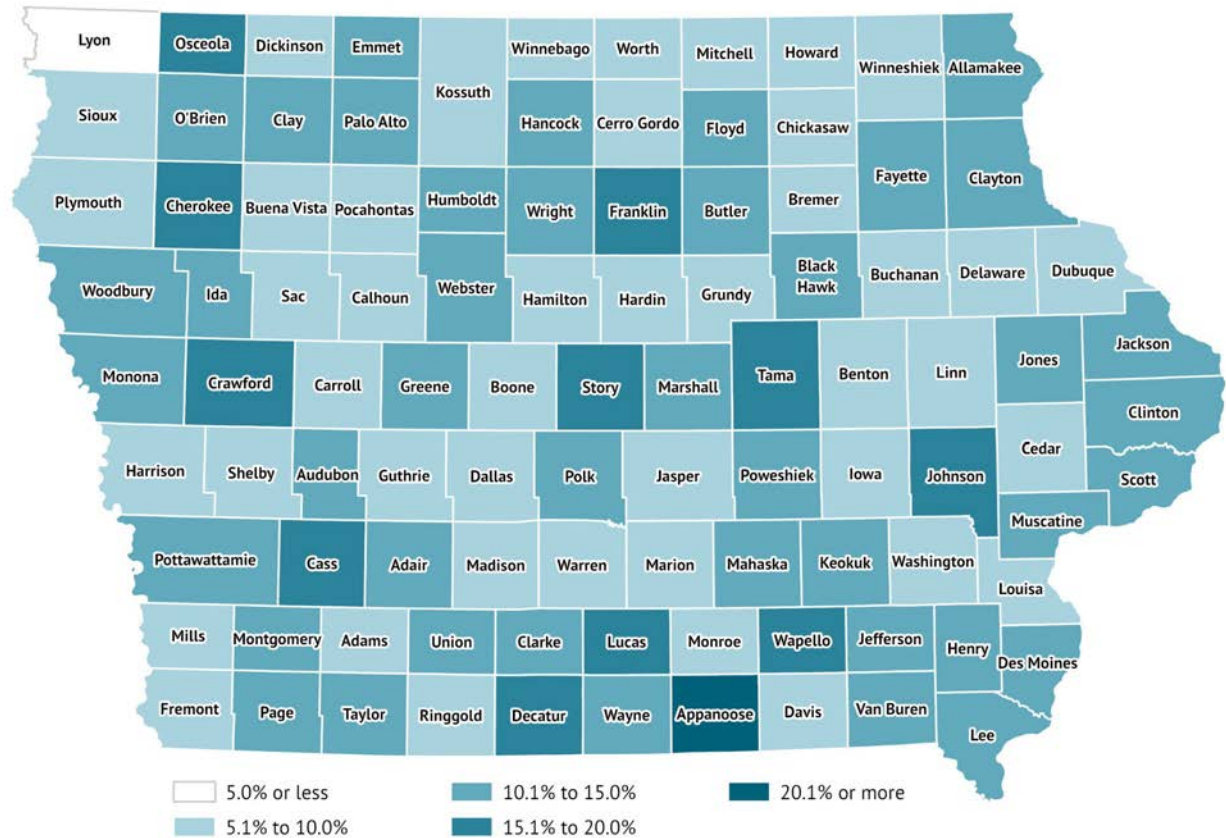 Lyon
Osceola
Dickinson
Emmet
Kossuth
Winnebago
Worth
Mitchell
Howard
Winneshiek
Allamakee
Sioux
O'Brien
Clay
Palo Alto
Hancock
Cerro Gordo
Floyd
Chickasaw
Fayette
Clayton
Plymouth
Cherokee
Buena Vista
Pocahontas
Humboldt
Wright
Franklin
Butler
Bremer
Woodbury
Ida
Sac
Calhoun
Webster
Hamilton
Hardin
Grundy
Black
Hawk
Buchanan
Delaware
Dubuque
Monona
Crawford
Carroll
Greene
Boone
Story
Marshall
Tama
Benton
Linn
Jones
Jackson
Clinton
Harrison
Shelby
Audubon
Guthrie
Dallas
Polk
Jasper
Poweshiek
Iowa
Johnson
Cedar
Scott
Muscatine
Pottawattamie
Cass
Adair
Madison
Warren
Marion
Mahaska
Keokuk
Washington
Louisa
Mills
Montgomery
Adams
Union
Clarke
Lucas
Monroe
Wapello
Jefferson
Henry
Des Moines
Fremont
Page
Taylor
Ringgold
Decatur
Wayne
Appanoose
Davis
Van Buren
Lee
5.0% or less
5.1% to 10.0%
10.1% to 15.0%
15.1% to 20.0%
20.1% or more